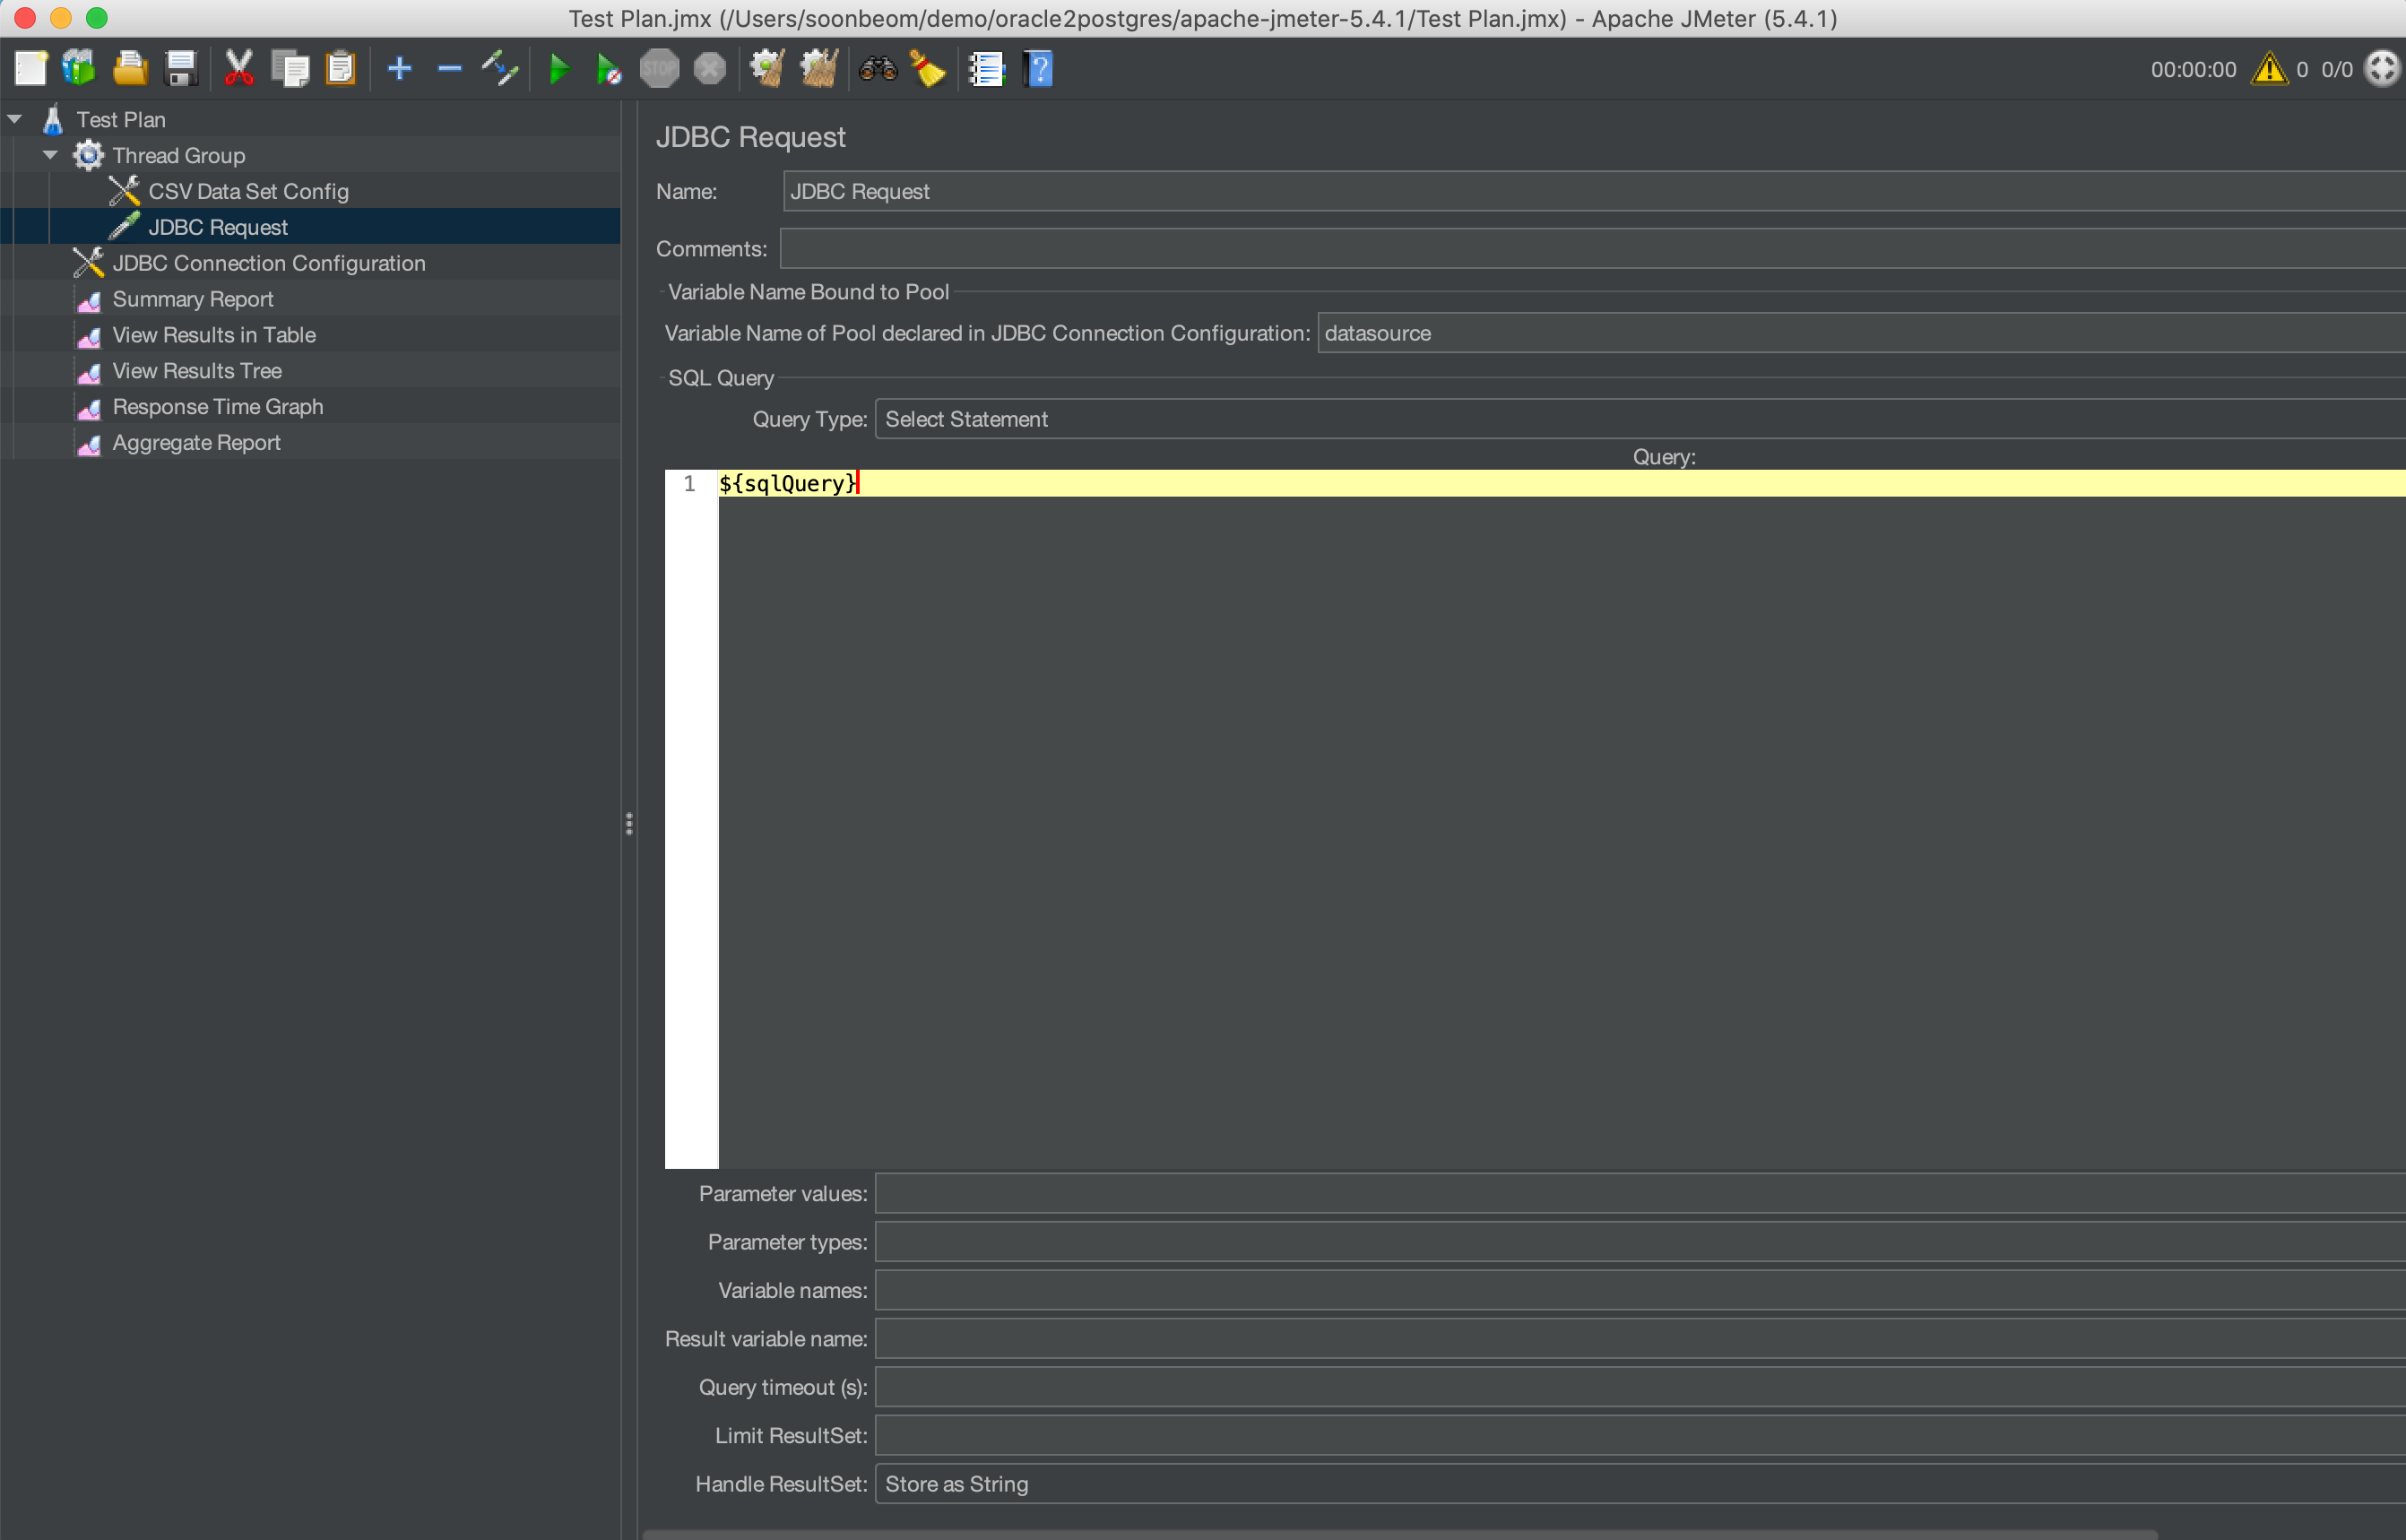 Test Plan.jmx (/Users/soonbeom/demo/oracle2postgres/apache-jmeter-5.4.1/Test Plan.jmx) - Apache JMeter (5.4.1)
STOP
?
00:00:00
0 0/0
Test Plan
Thread Group
CSV Data Set Config
JDBC Request
JDBC Connection Configuration
Summary Report
View Results in Table
View Results Tree
Response Time Graph
Aggregate Report
JDBC Request
Name: JDBC Request
Comments:
Variable Name Bound to Pool
Variable Name of Pool declared in JDBC Connection Configuration: datasource
SQL Query
Query Type: Select Statement
Query:
1 ${sqlQuery}
Parameter values:
Parameter types:
Variable names:
Result variable name:
Query timeout (s):
Limit ResultSet:
Handle ResultSet: Store as String